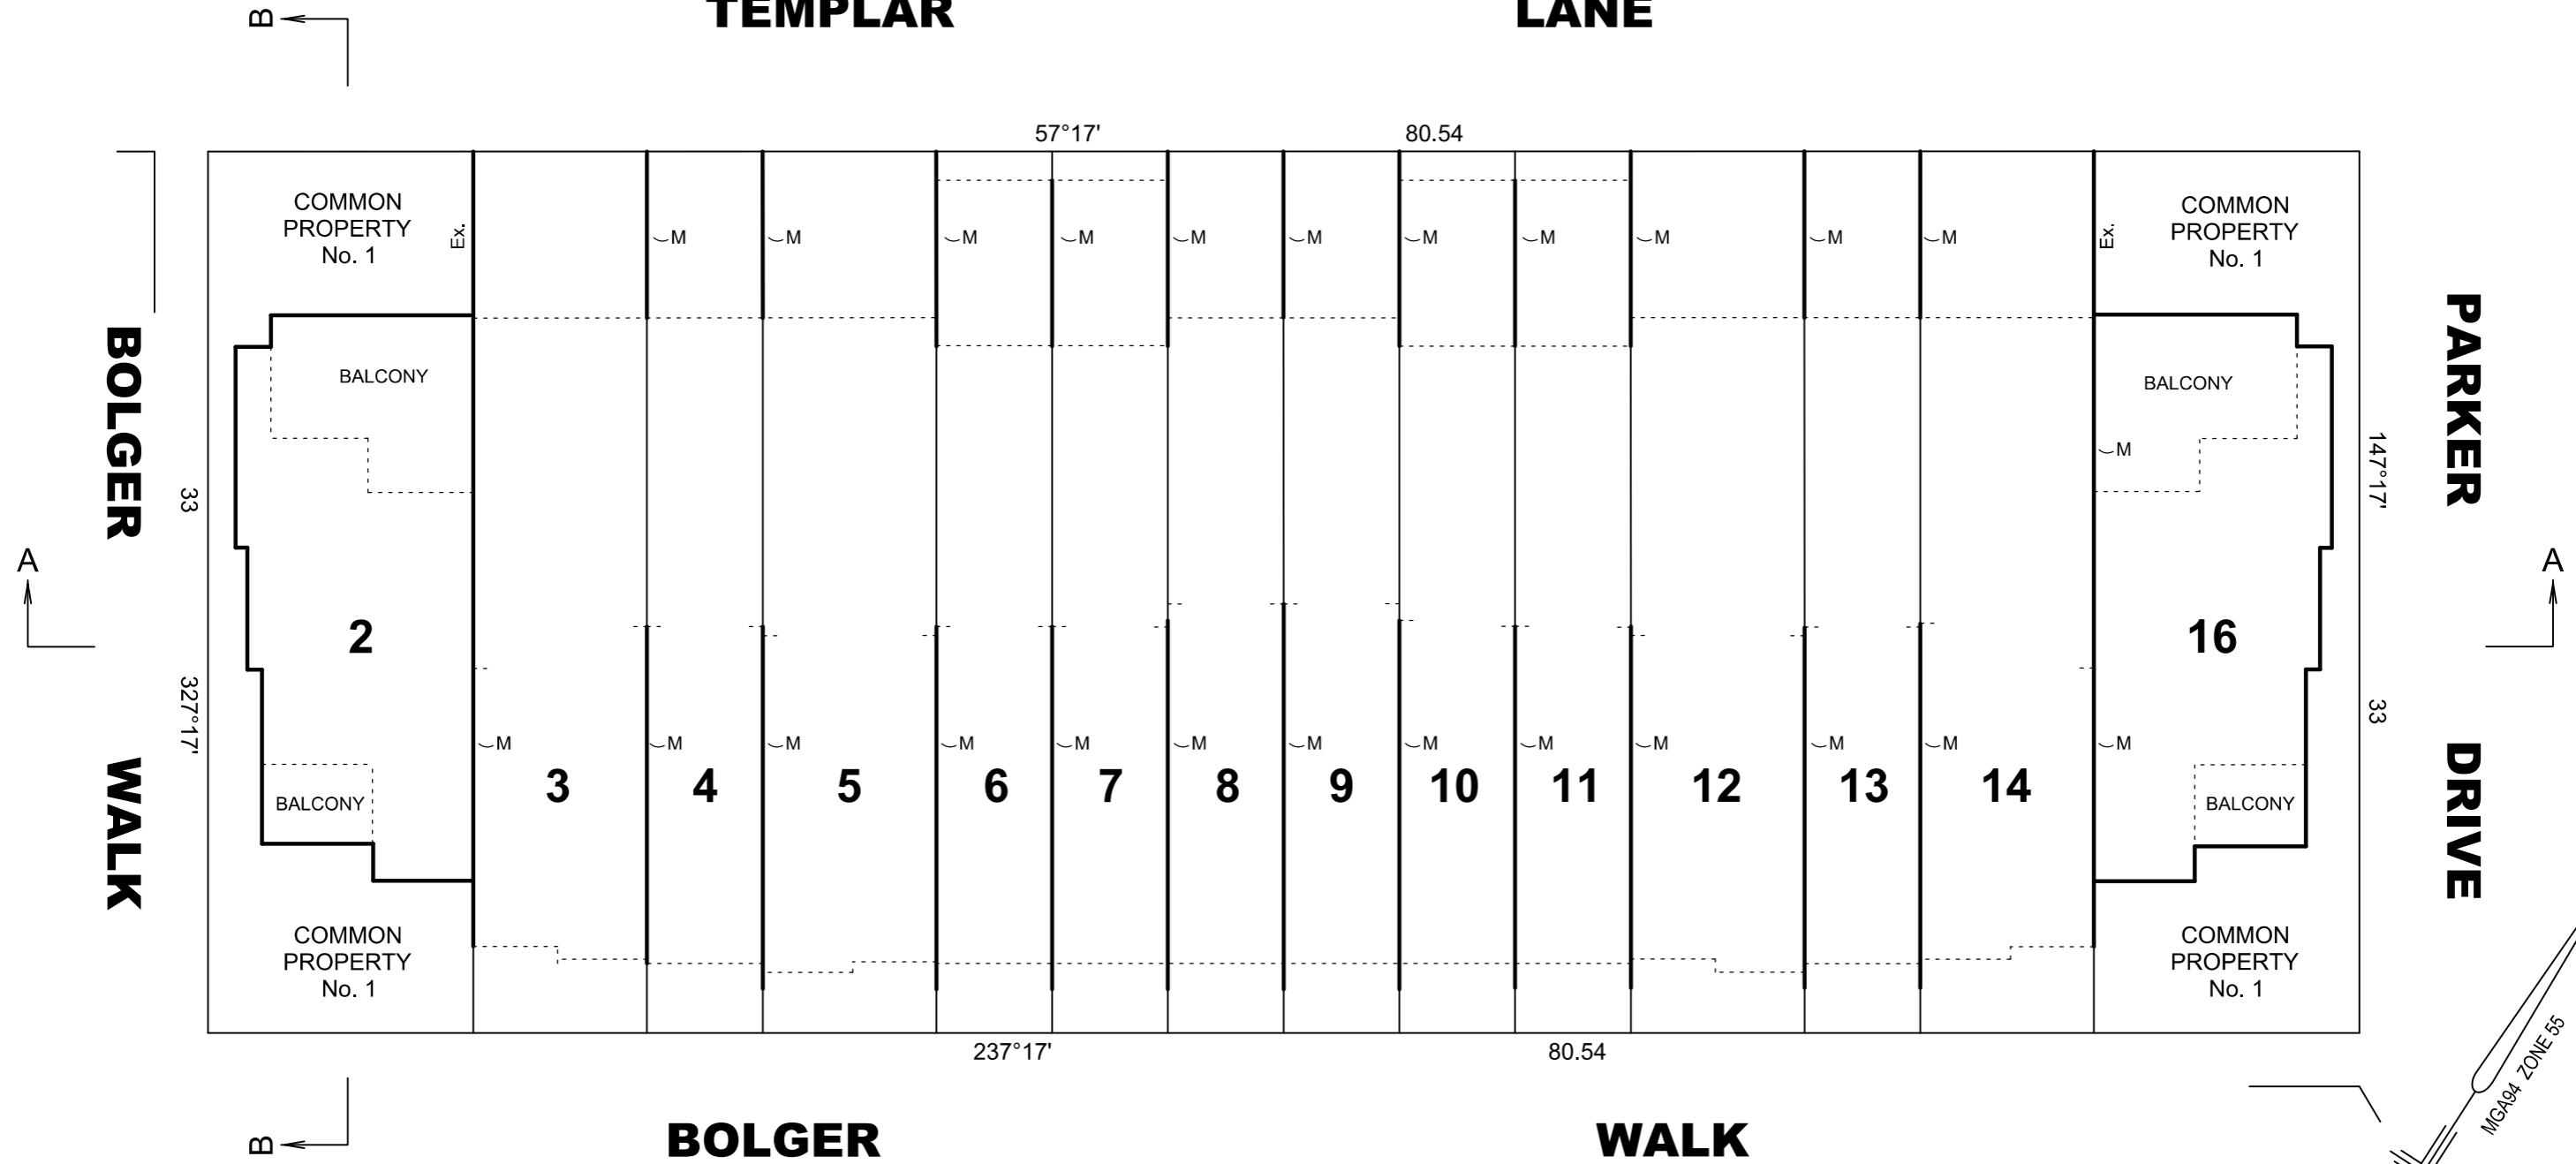 B
TEMPLAR LANE
57°17' 80.54
COMMON
PROPERTY
No. 1
Ex.
M M M M M M M M M M M
Ex.
COMMON
PROPERTY
No. 1
BOLGER
WALK
33
327°17'
BALCONY
BALCONY
M
PARKER
DRIVE
147°17'
33
A
A
2
16
M M M M M M M M M M M M M
3 4 5 6 7 8 9 10 11 12 13 14
BALCONY
BALCONY
COMMON
PROPERTY
No. 1
COMMON
PROPERTY
No. 1
237°17' 80.54
MGA94 ZONE 55
B
BOLGER WALK